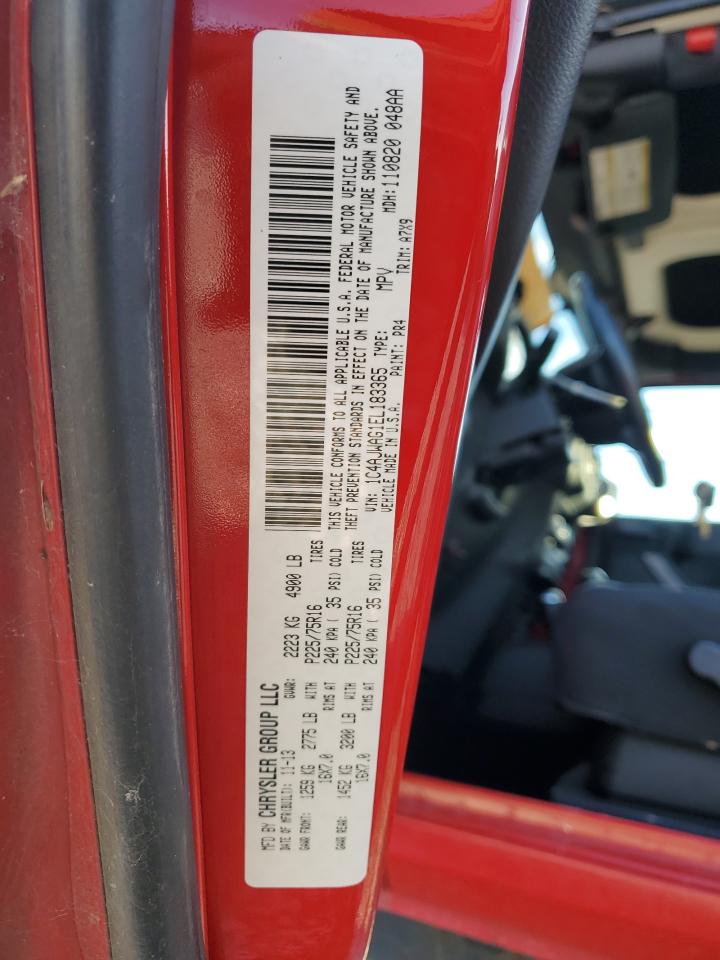 MFD BY CHRYSLER GROUP LLC
DATE OF MFR(BUILT): 11-13 GVWR: 2223 KG 4900 LB
GAWR FRONT: 1259 KG 2775 LB WITH P225/75R16 TIRES
16X7.0 RIMS AT 240 KPA ( 35 PSI) COLD
GAWR REAR: 1452 KG 3200 LB WITH P225/75R16 TIRES
16X7.0 RIMS AT 240 KPA ( 35 PSI) COLD
THIS VEHICLE CONFORMS TO ALL APPLICABLE U.S.A. FEDERAL MOTOR VEHICLE SAFETY AND
THEFT PREVENTION STANDARDS IN EFFECT ON THE DATE OF MANUFACTURE SHOWN ABOVE.
VIN: 1C4AJWAG1EL183365 TYPE: MPV MDH:110820 048AA
VEHICLE MADE IN U.S.A. PAINT: PR4 TRIM: A7X9